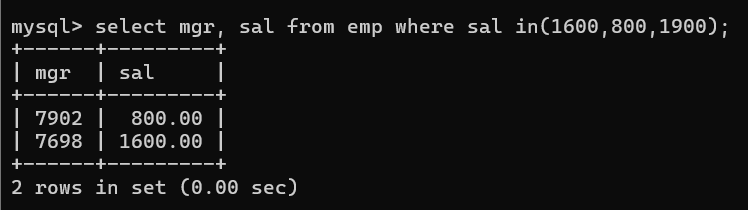 mysql> select mgr, sal from emp where sal in(1600,800,1900);
+------+---------+
| mgr  | sal     |
+------+---------+
| 7902 |  800.00 |
| 7698 | 1600.00 |
+------+---------+
2 rows in set (0.00 sec)